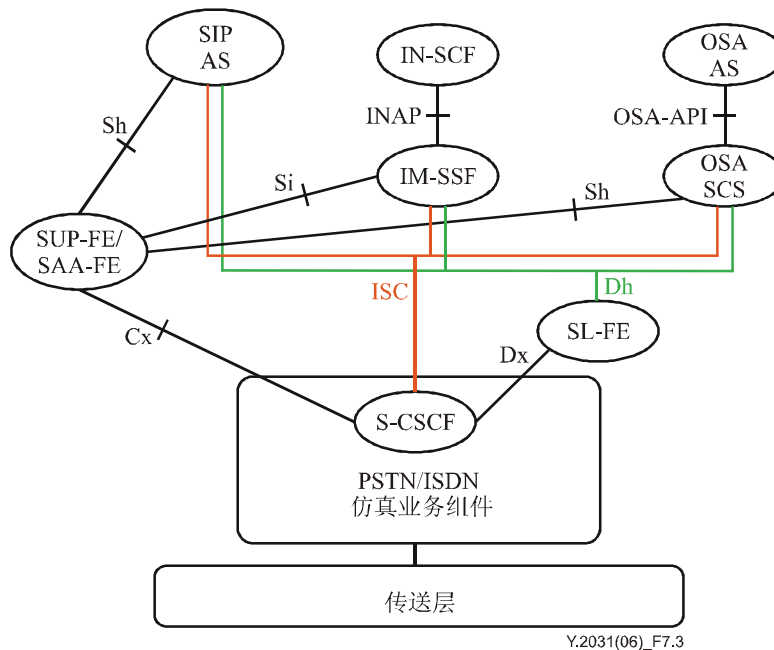 SIP
AS
IN-SCF
OSA
AS
INAP
OSA-API
Sh
Si
IM-SSF
OSA
SCS
Sh
SUP-FE/
SAA-FE
ISC
Dh
SL-FE
Cx
Dx
S-CSCF
PSTN/ISDN
仿真业务组件
传送层
Y.2031(06)_F7.3